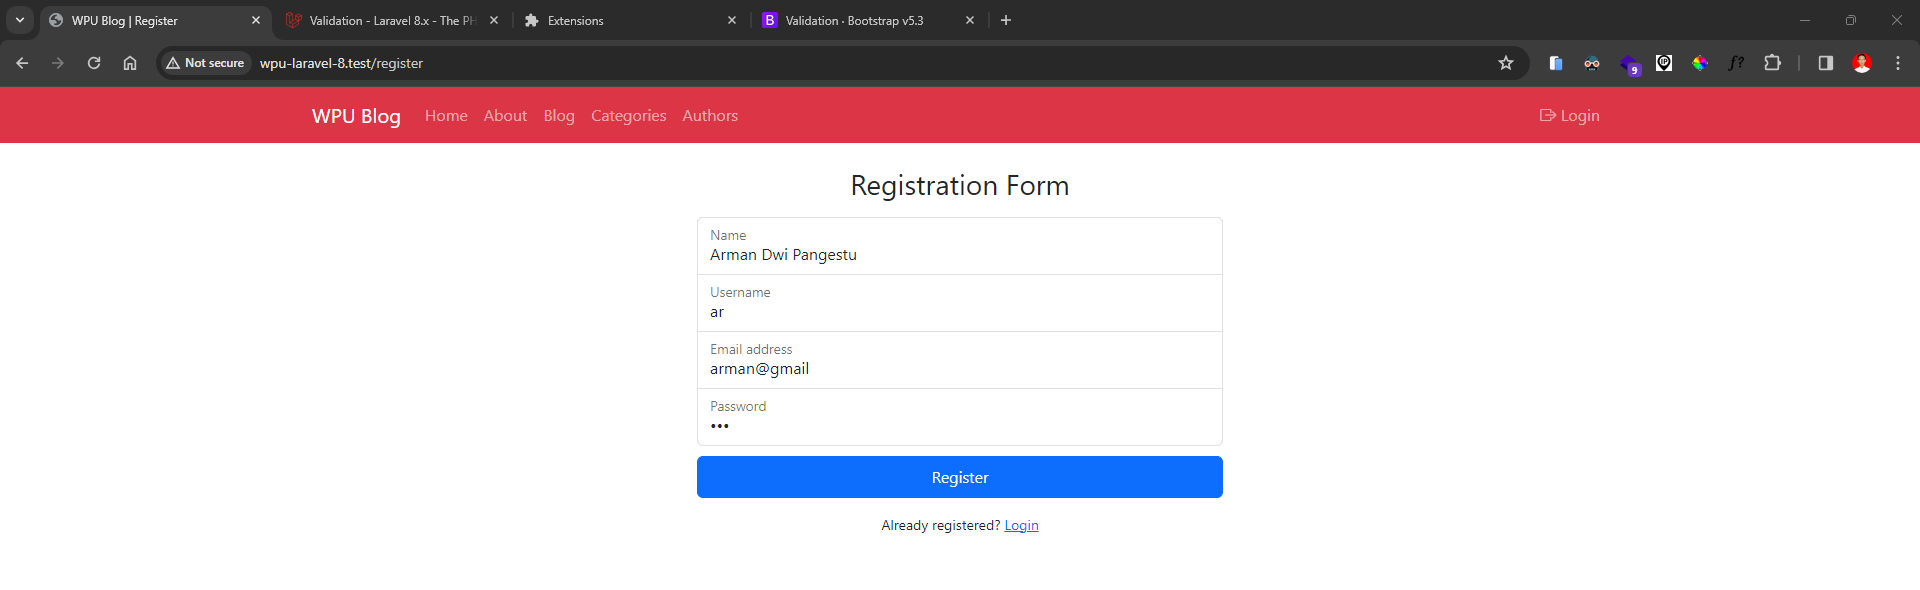 WPU Blog | Register
Validation - Laravel 8.x - The PH
Extensions
Validation · Bootstrap v5.3
Not secure
wpu-laravel-8.test/register
9
f?
WPU Blog
Home
About
Blog
Categories
Authors
Login
Registration Form
Name
Arman Dwi Pangestu
Username
ar
Email address
arman@gmail
Password
•••
Register
Already registered? Login